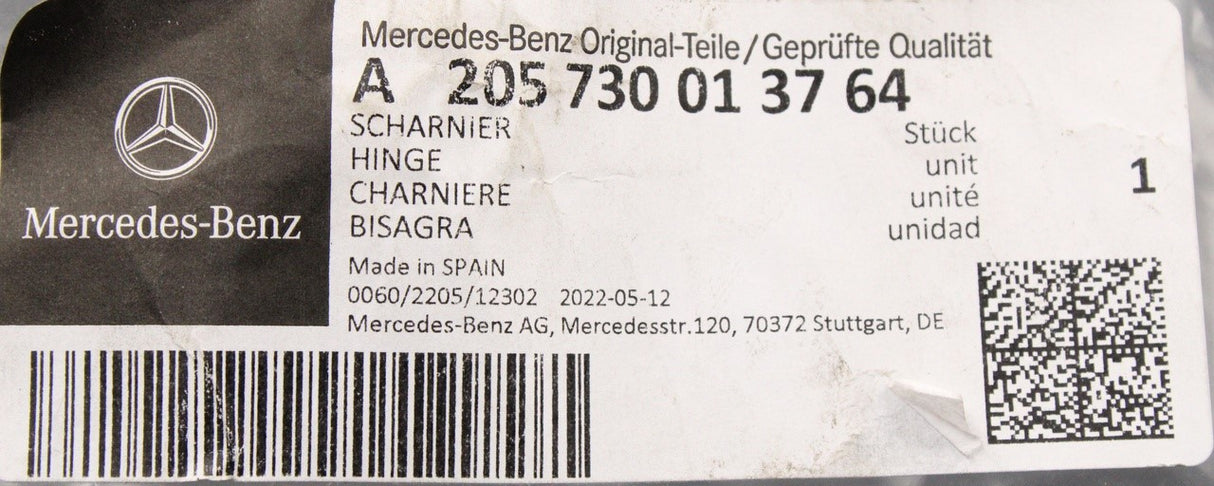 Mercedes-Benz
Mercedes-Benz Original-Teile/Geprüfte Qualität
A 205 730 01 37 64
SCHARNIER Stück
HINGE unit
CHARNIERE unité
BISAGRA unidad
1
Made in SPAIN
0060/2205/12302 2022-05-12
Mercedes-Benz AG, Mercedesstr.120, 70372 Stuttgart, DE